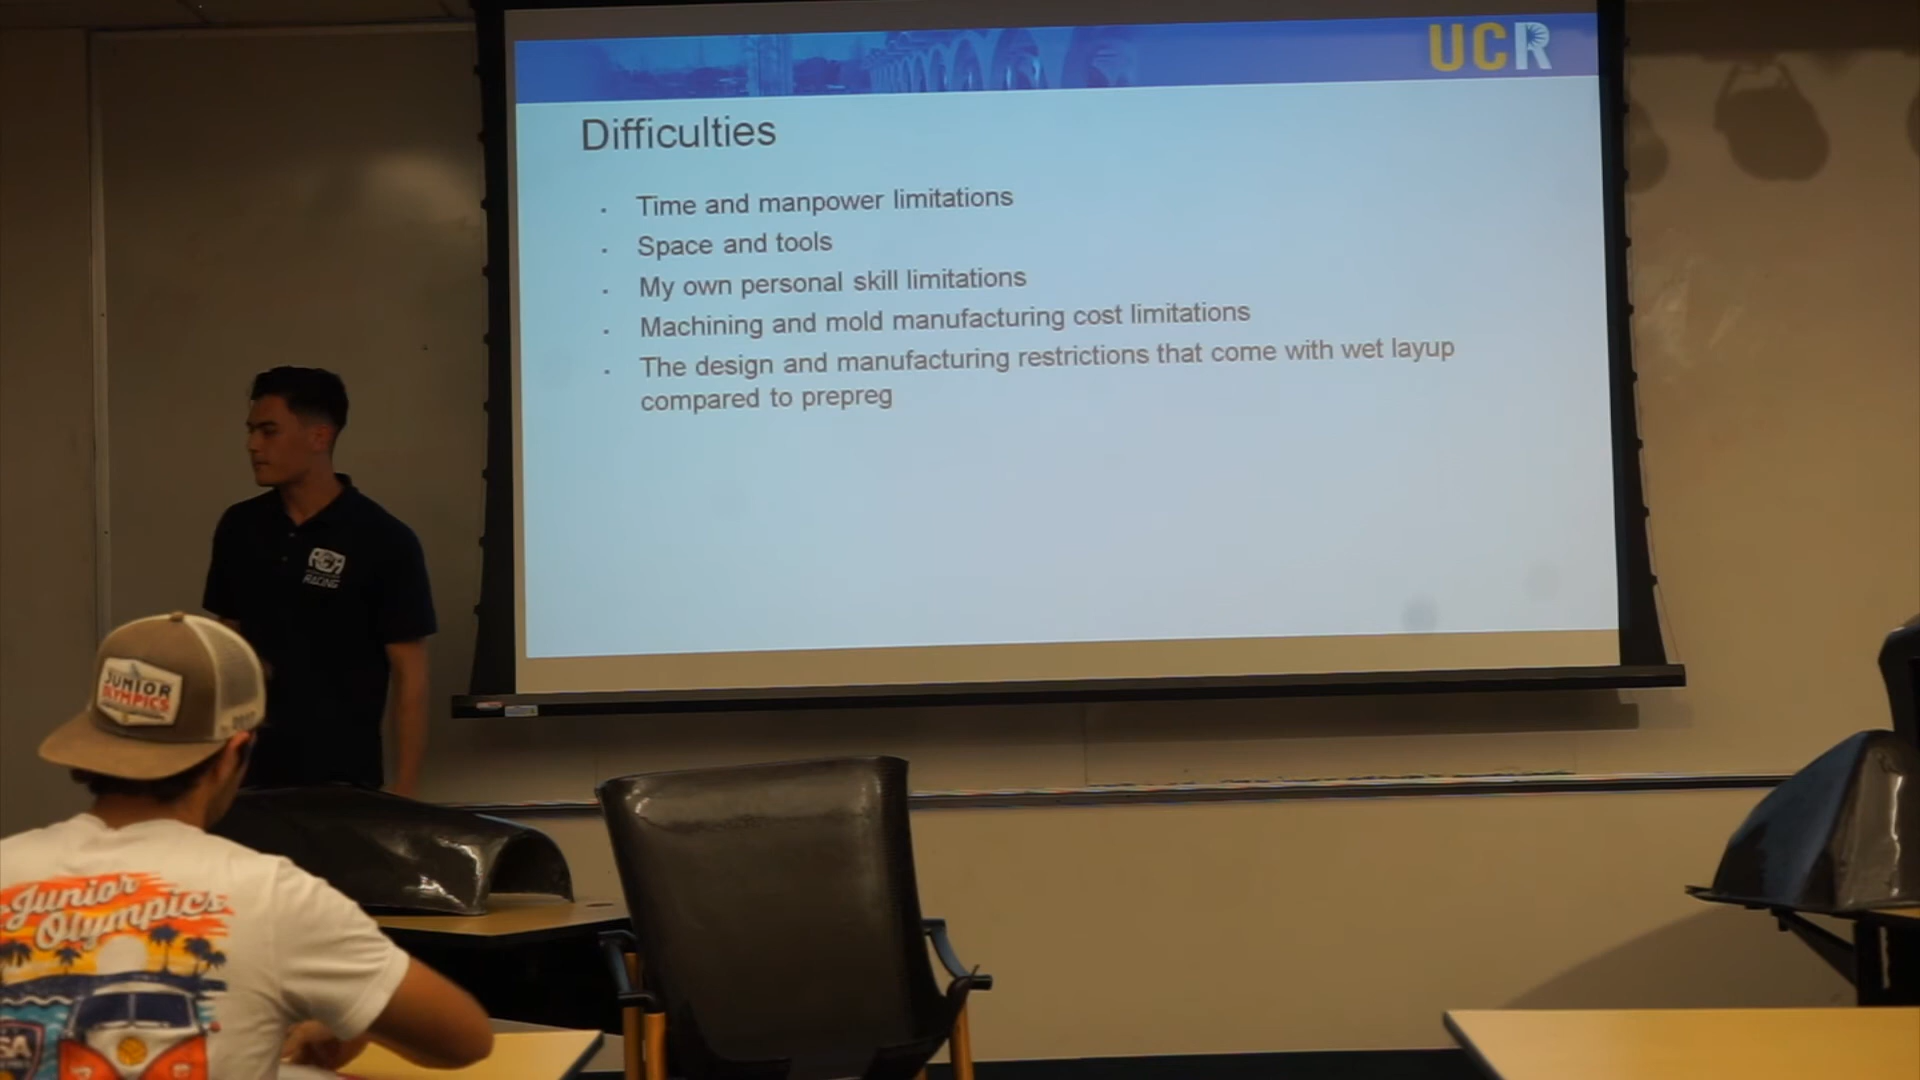 UCR
Difficulties
Time and manpower limitations
Space and tools
My own personal skill limitations
Machining and mold manufacturing cost limitations
The design and manufacturing restrictions that come with wet layup
compared to prepreg
RACING
JUNIOR
OLYMPICS
Junior
Olympics